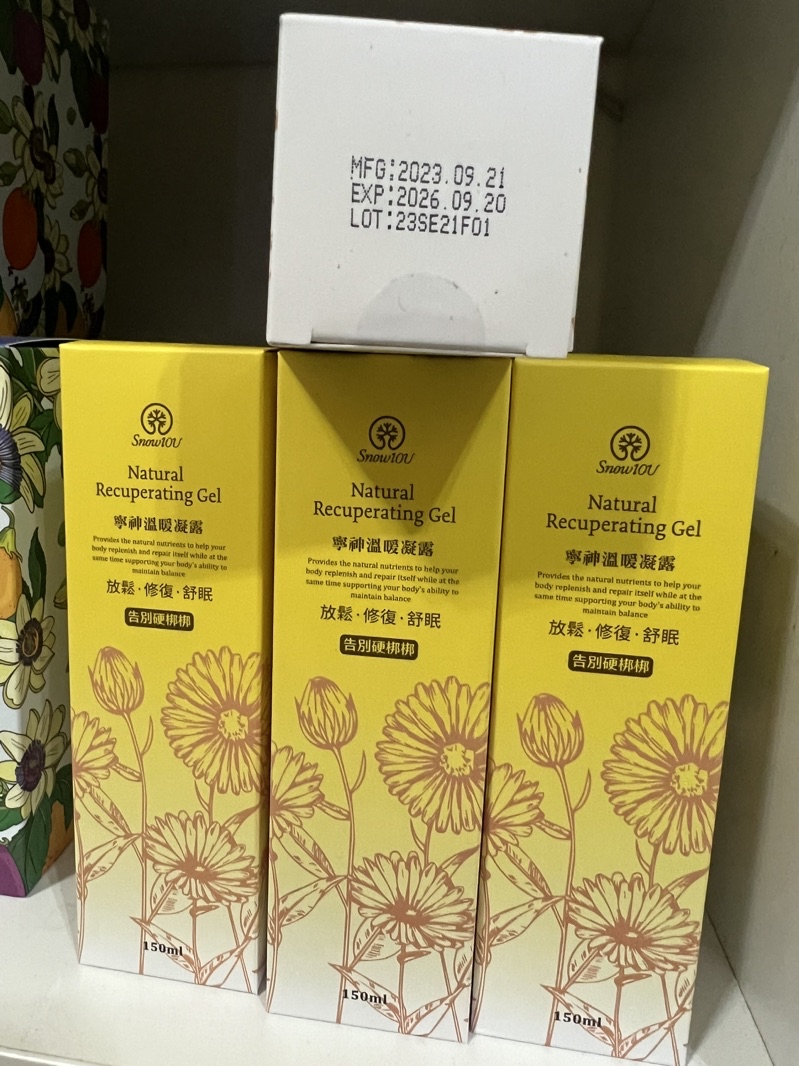 MFG:2023.09.21
EXP:2026.09.20
LOT:23SE21F01
Snow10U
Natural
Recuperating Gel
寧神溫暖凝露
Provides the natural nutrients to help your
body replenish and repair itself while at the
same time supporting your body's ability to
maintain balance
放鬆·修復·舒眠
告別硬梆梆
150ml
Snow10U
Natural
Recuperating Gel
寧神溫暖凝露
Provides the natural nutrients to help your
body replenish and repair itself while at the
same time supporting your body's ability to
maintain balance
放鬆·修復·舒眠
告別硬梆梆
150ml
Snow10U
Natural
Recuperating Gel
寧神溫暖凝露
Provides the natural nutrients to help your
body replenish and repair itself while at the
same time supporting your body's ability to
maintain balance
放鬆·修復·舒眠
告別硬梆梆
150ml